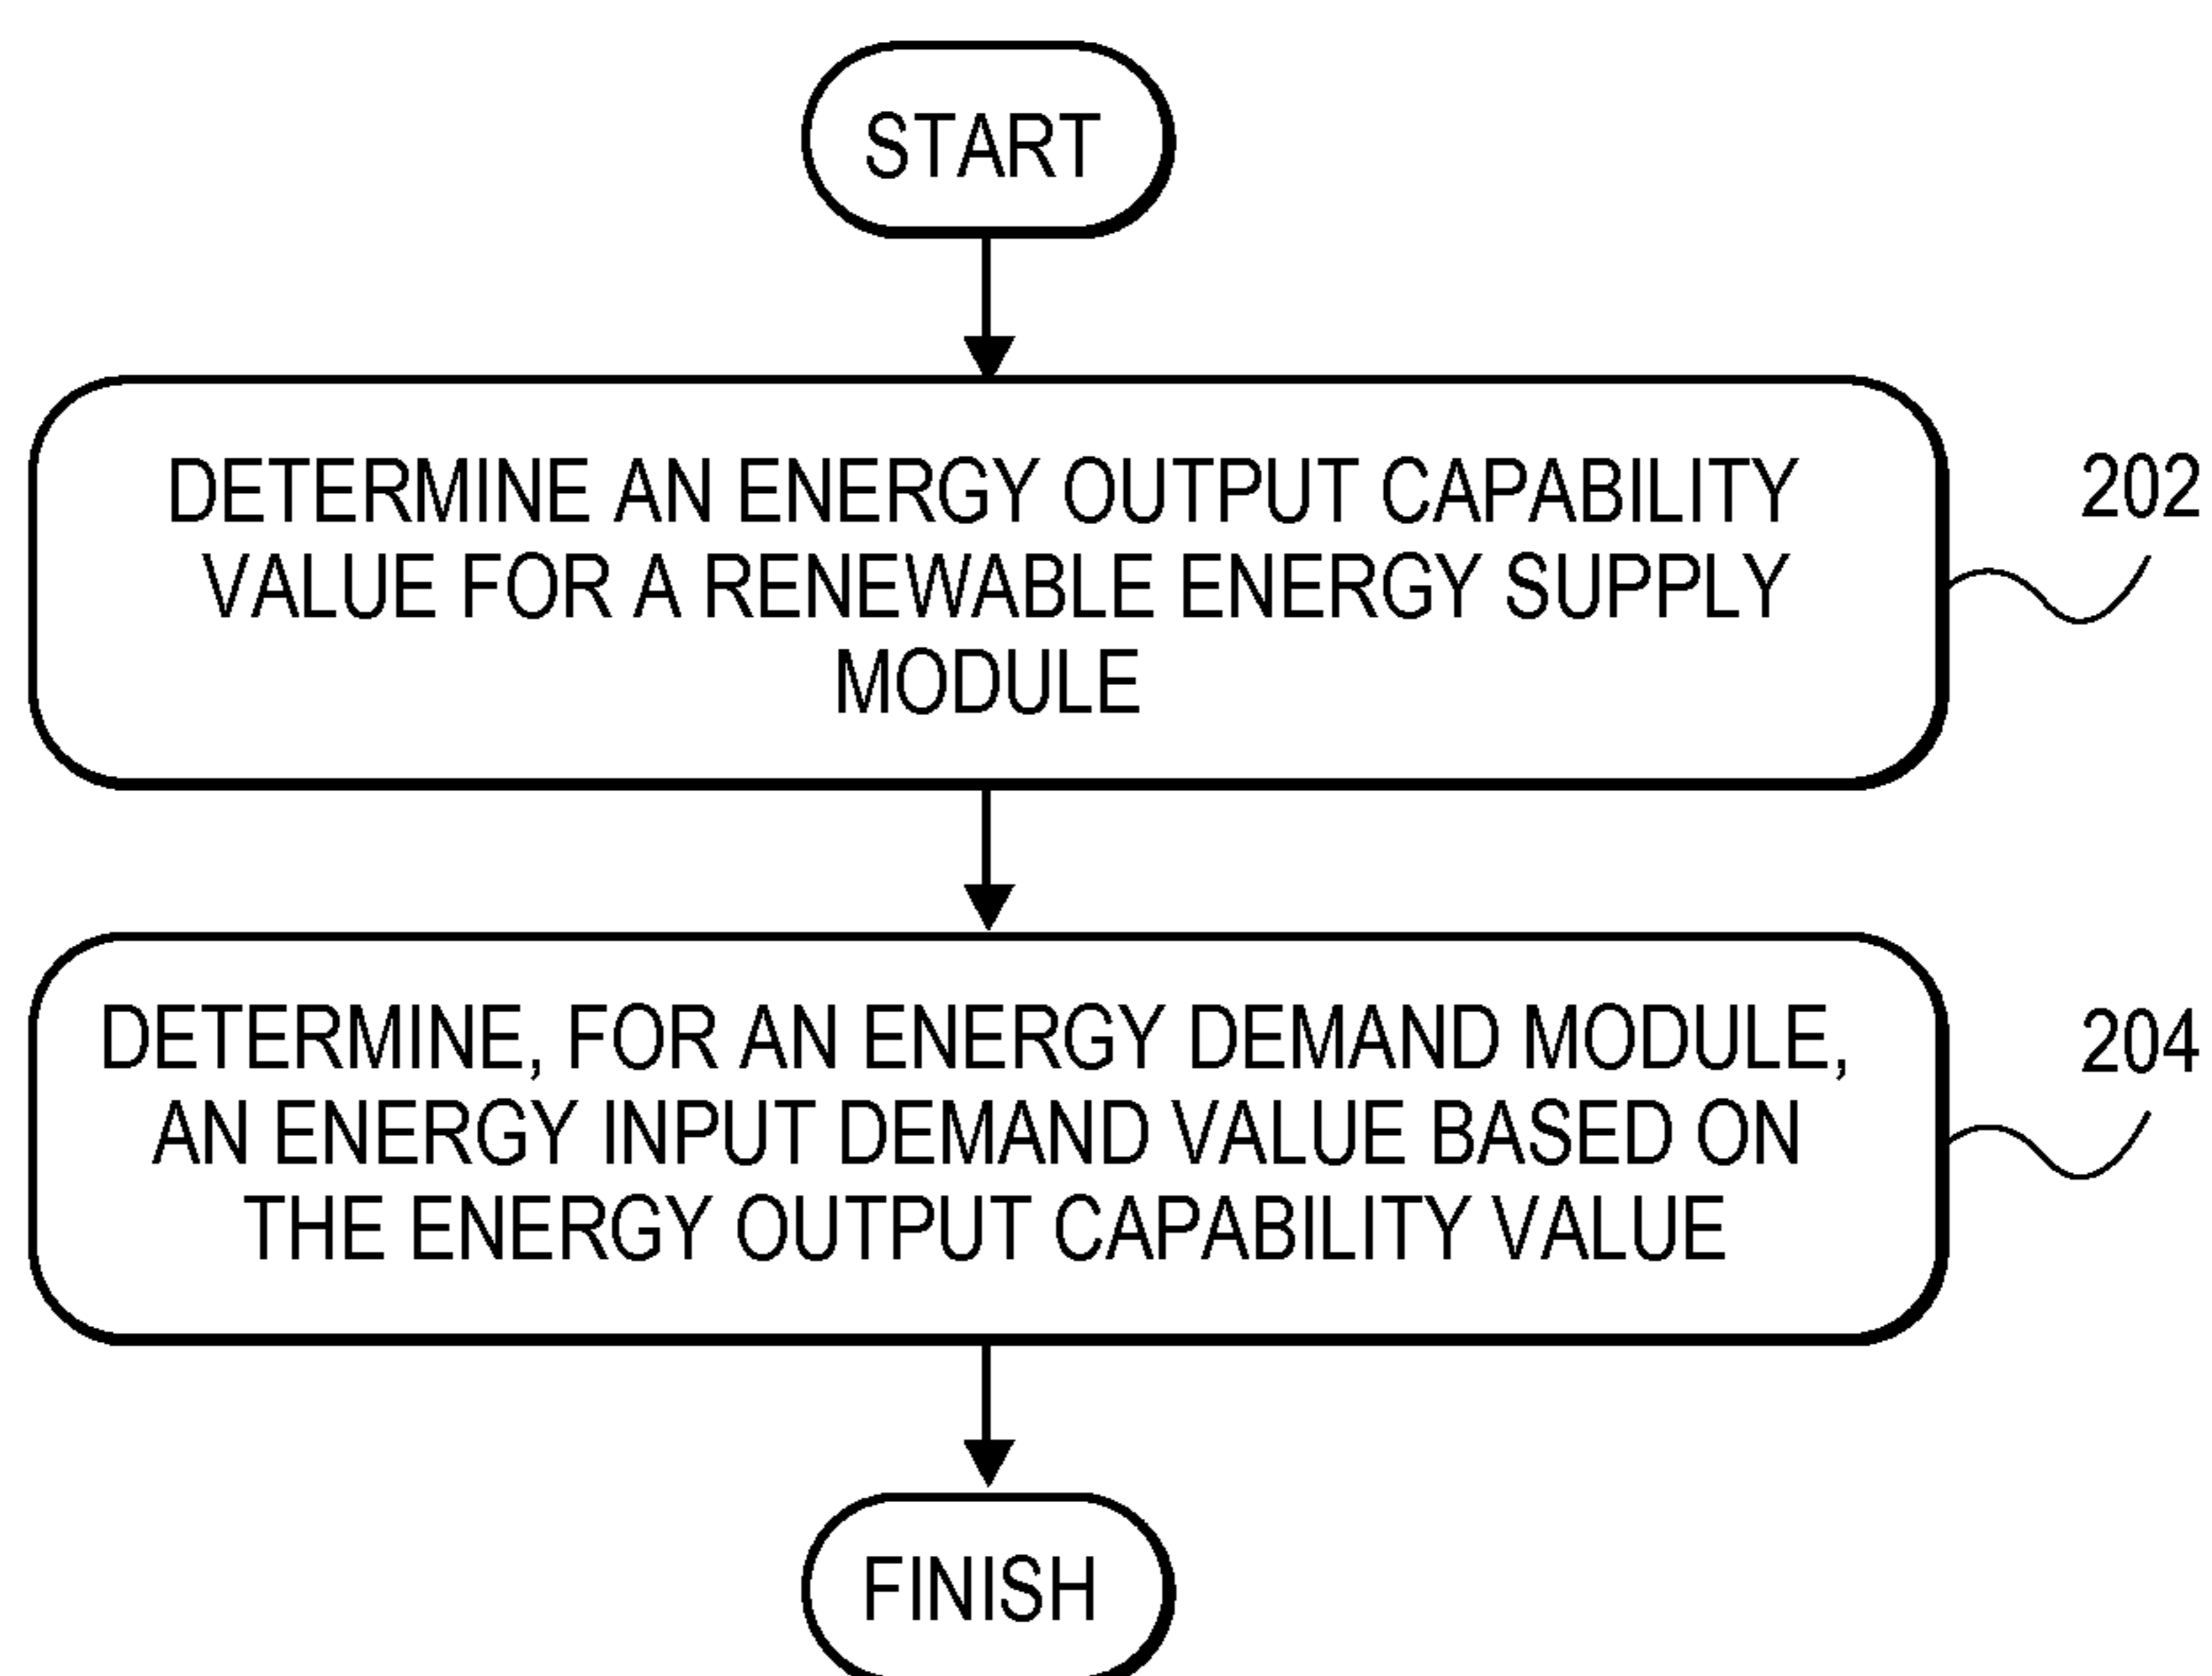 START
DETERMINE AN ENERGY OUTPUT CAPABILITY
VALUE FOR A RENEWABLE ENERGY SUPPLY
MODULE
202
DETERMINE, FOR AN ENERGY DEMAND MODULE,
AN ENERGY INPUT DEMAND VALUE BASED ON
THE ENERGY OUTPUT CAPABILITY VALUE
204
FINISH